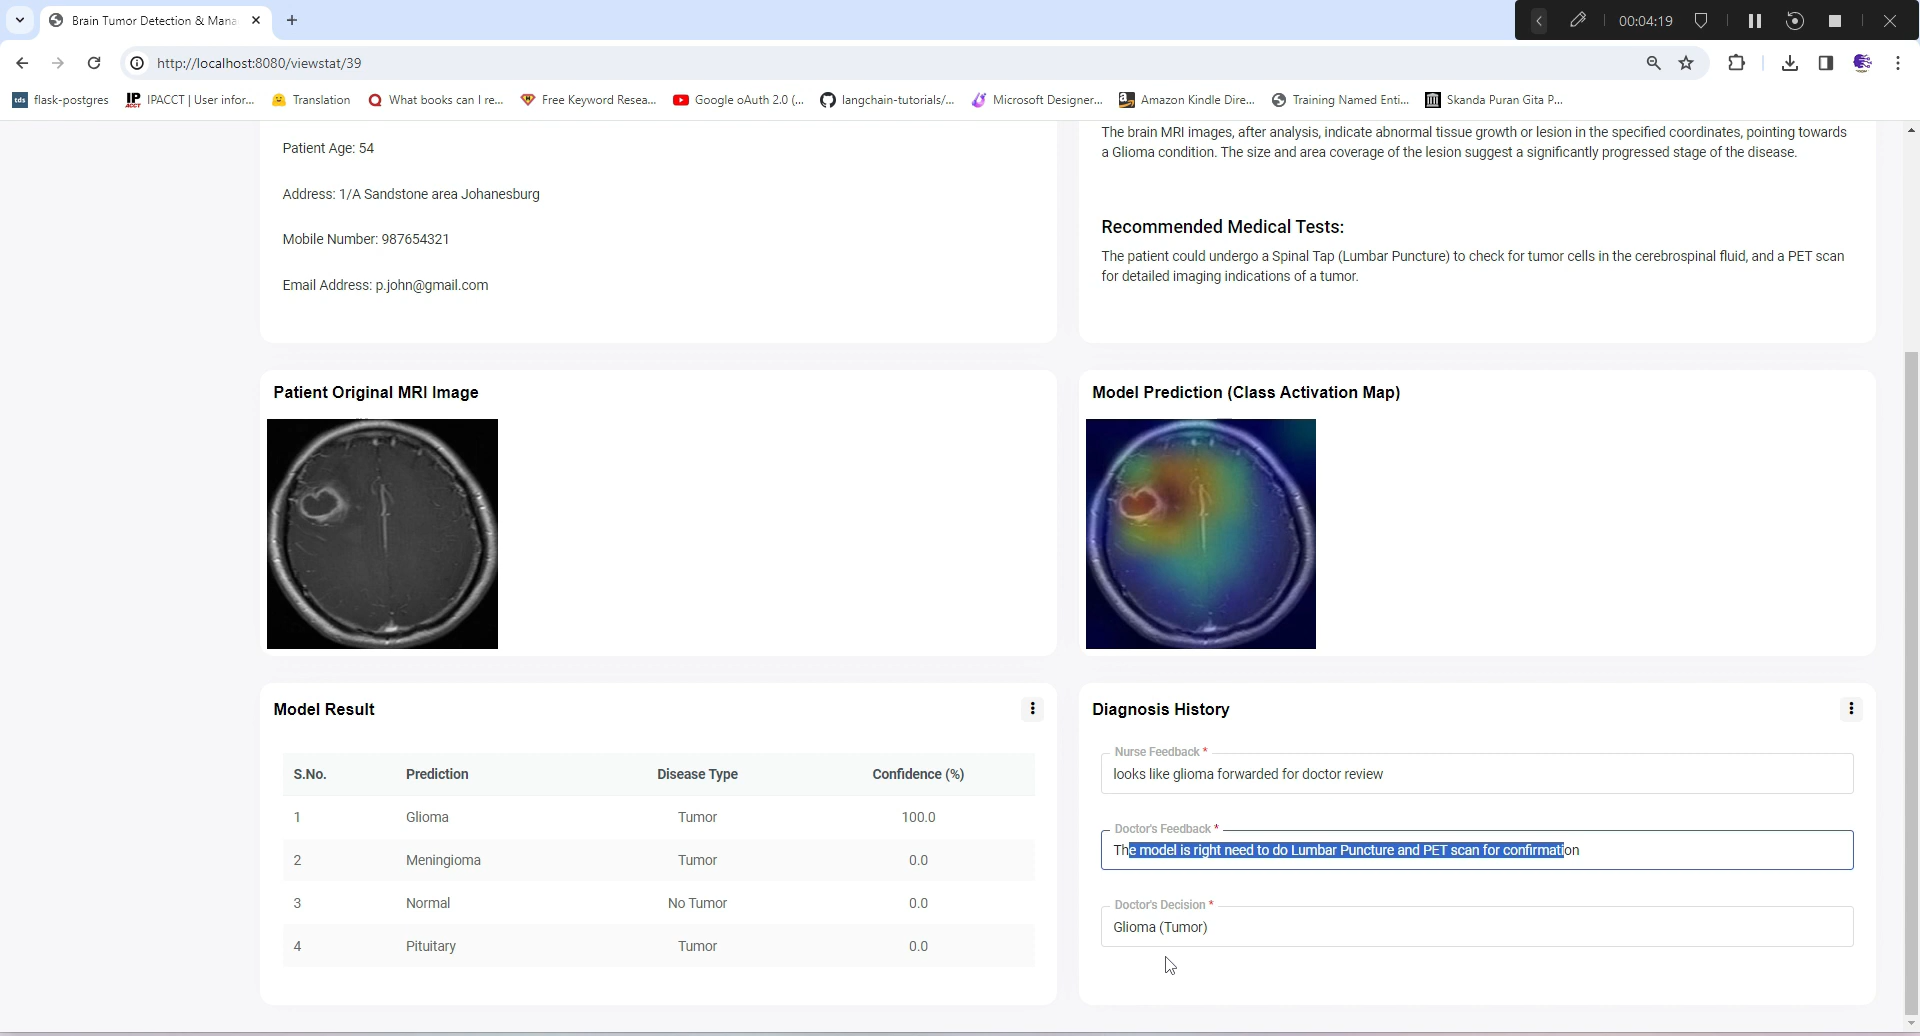 Brain Tumor Detection & Mana
00:04:19
http://localhost:8080/viewstat/39
tds flask-postgres
IP ACCT IPACCT | User infor...
Translation
What books can I re...
Free Keyword Resea...
Google oAuth 2.0 (...
langchain-tutorials/...
Microsoft Designer...
Amazon Kindle Dire...
Training Named Enti...
Skanda Puran Gita P...
Patient Age: 54
Address: 1/A Sandstone area Johanesburg
Mobile Number: 987654321
Email Address: p.john@gmail.com
The brain MRI images, after analysis, indicate abnormal tissue growth or lesion in the specified coordinates, pointing towards
a Glioma condition. The size and area coverage of the lesion suggest a significantly progressed stage of the disease.
Recommended Medical Tests:
The patient could undergo a Spinal Tap (Lumbar Puncture) to check for tumor cells in the cerebrospinal fluid, and a PET scan
for detailed imaging indications of a tumor.
Patient Original MRI Image
Model Prediction (Class Activation Map)
Model Result
S.No. Prediction Disease Type Confidence (%)
1 Glioma Tumor 100.0
2 Meningioma Tumor 0.0
3 Normal No Tumor 0.0
4 Pituitary Tumor 0.0
Diagnosis History
Nurse Feedback *
looks like glioma forwarded for doctor review
Doctor's Feedback *
The model is right need to do Lumbar Puncture and PET scan for confirmation
Doctor's Decision *
Glioma (Tumor)